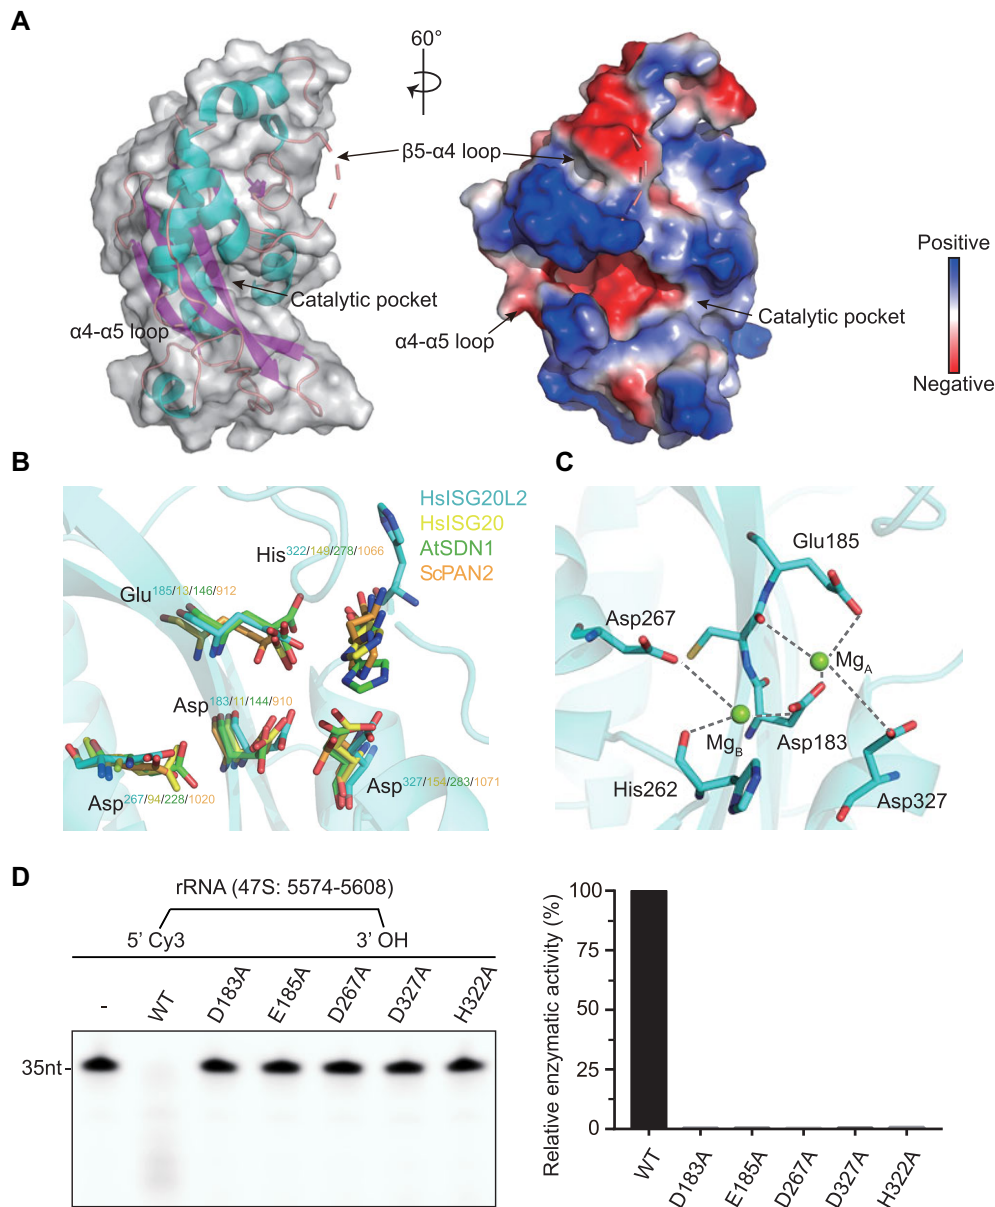 A
60°
β5-α4 loop
Catalytic pocket
α4-α5 loop
α4-α5 loop
Catalytic pocket
Positive
Negative
B
HsISG20L2
HsISG20
AtSDN1
ScPAN2
His322/149/278/1066
Glu185/13/146/912
Asp183/11/144/910
Asp267/94/228/1020
Asp327/154/283/1071
C
Glu185
Asp267
MgA
MgB
Asp183
His262
Asp327
D
rRNA (47S: 5574-5608)
5' Cy3
3' OH
-
WT
D183A
E185A
D267A
D327A
H322A
35nt
Relative enzymatic activity (%)
100
75
50
25
0
WT
D183A
E185A
D267A
D327A
H322A